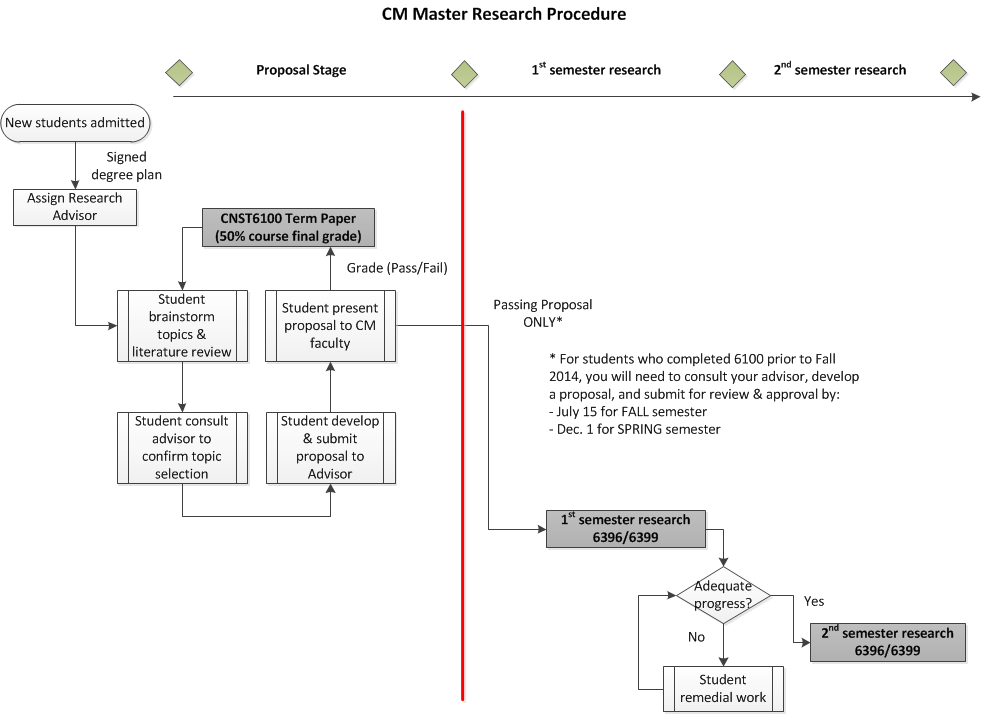 CM Master Research Procedure
Proposal Stage
1st semester research
2nd semester research
New students admitted
Signed
degree plan
Assign Research
Advisor
CNST6100 Term Paper
(50% course final grade)
Grade (Pass/Fail)
Student
brainstorm
topics &
literature review
Student present
proposal to CM
faculty
Passing Proposal
ONLY*
* For students who completed 6100 prior to Fall
2014, you will need to consult your advisor, develop
a proposal, and submit for review & approval by:
- July 15 for FALL semester
- Dec. 1 for SPRING semester
Student consult
advisor to
confirm topic
selection
Student develop
& submit
proposal to
Advisor
1st semester research
6396/6399
Adequate
progress?
Yes
No
2nd semester research
6396/6399
Student
remedial work